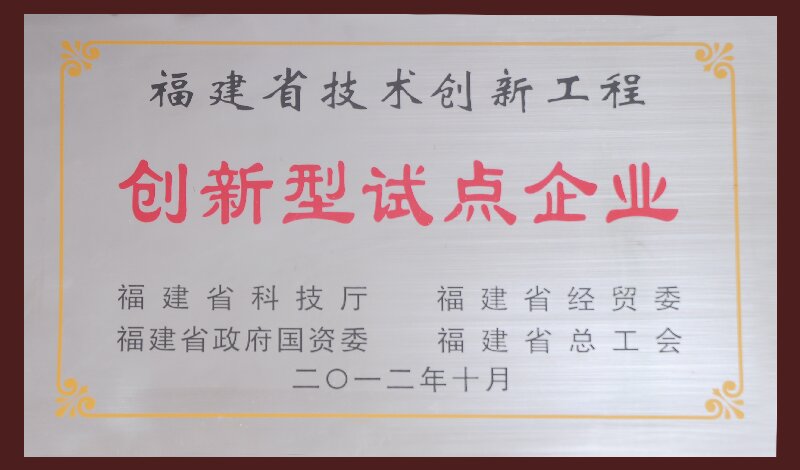 福建省技术创新工程
创新型试点企业
福建省科技厅 福建省经贸委
福建省政府国资委 福建省总工会
二〇一二年十月